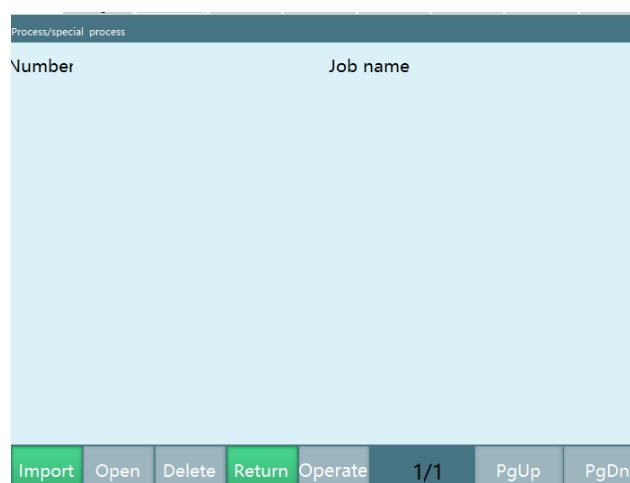 Process/special process
Number Job name
Import Open Delete Return Operate 1/1 PgUp PgDn